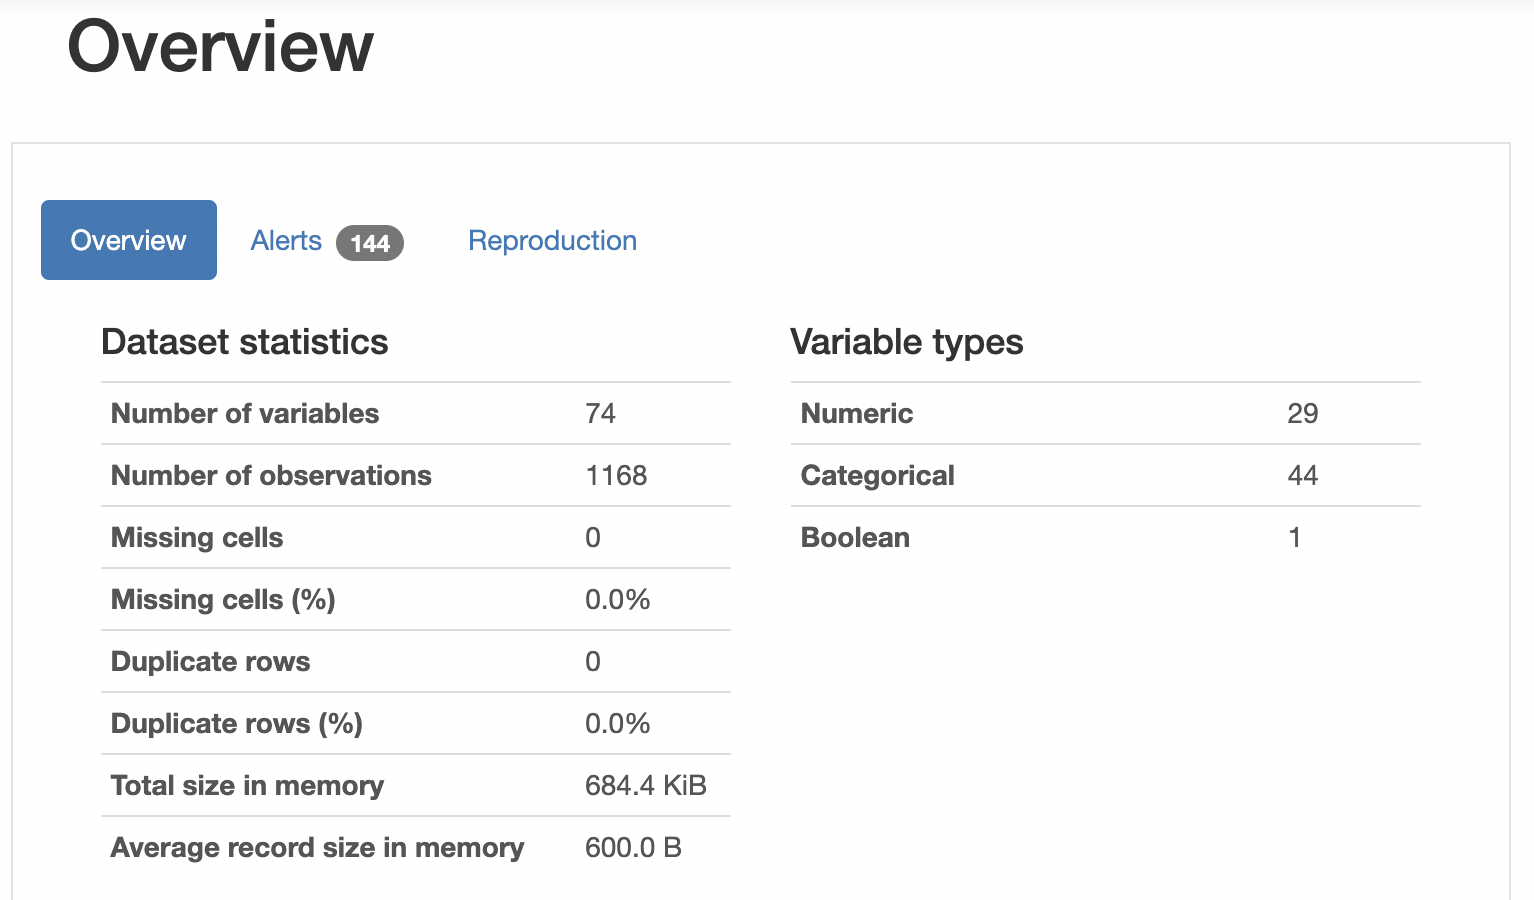 Overview
Overview Alerts 144 Reproduction
Dataset statistics
Number of variables 74
Number of observations 1168
Missing cells 0
Missing cells (%) 0.0%
Duplicate rows 0
Duplicate rows (%) 0.0%
Total size in memory 684.4 KiB
Average record size in memory 600.0 B
Variable types
Numeric 29
Categorical 44
Boolean 1